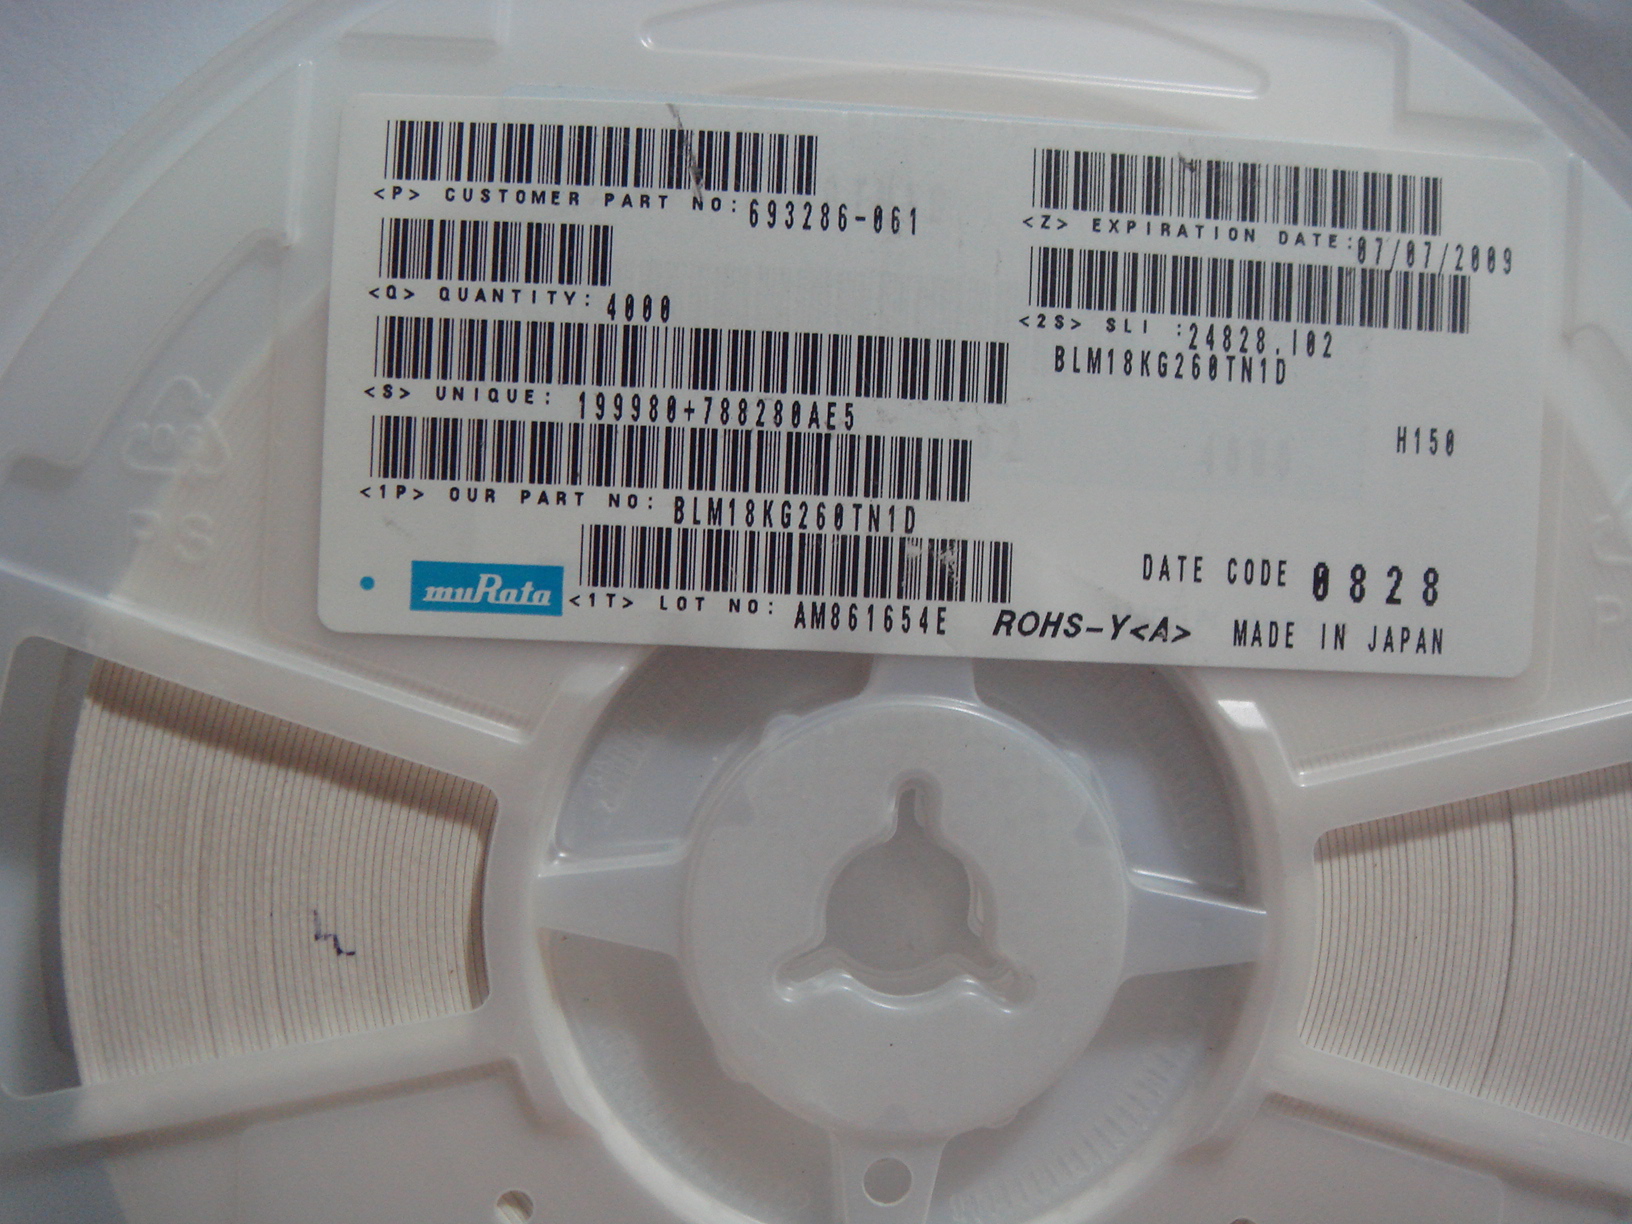 <P> CUSTOMER PART NO: 693286-061
<Z> EXPIRATION DATE: 07/07/2009
<Q> QUANTITY: 4000
<2S> SLI : 24828.I02
BLM18KG260TN1D
<S> UNIQUE: 199980+788280AE5
H150
<1P> OUR PART NO: BLM18KG260TN1D
DATE CODE 0828
muRata
<1T> LOT NO: AM861654E
ROHS-Y<A> MADE IN JAPAN
PS